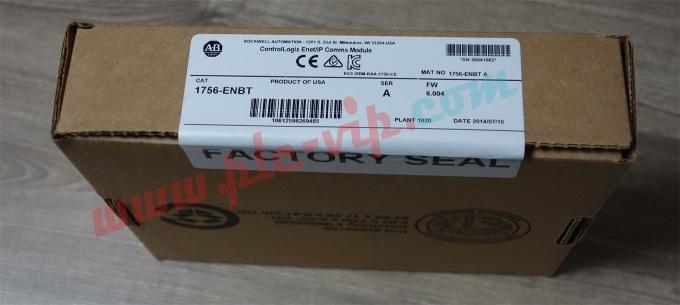 ROCKWELL AUTOMATION - 1201 S. 2nd St. Milwaukee, WI 53204-USA
ControlLogix Enet/IP Comms Module
A-B
CE
KCC-REM-RAA-1756-CE
*SN 36041662*
CAT
PRODUCT OF USA
SER
MAT NO 1756-ENBT A
1756-ENBT
A
FW
6.004
10612598269485
PLANT 1020
DATE 2014/07/10
FACTORY SEAL
www.plc-vip.com